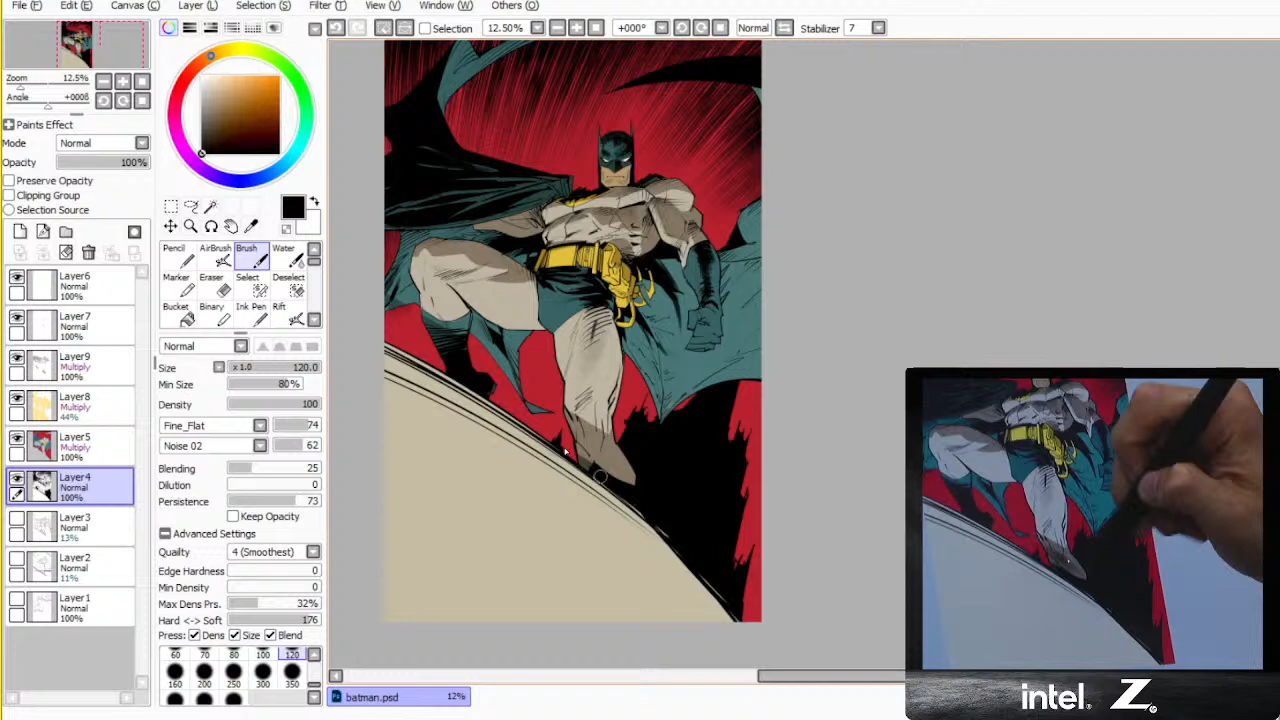 File (F) Edit (E) Canvas (C) Layer (L) Selection (S) Filter (T) View (V) Window (W) Others (O)
Selection 12.50% +000° Normal Stabilizer 7
Zoom 12.5%
Angle +000ß
Paints Effect
Mode Normal
Opacity 100%
Preserve Opacity
Clipping Group
Selection Source
Layer6
Normal
100%
Layer7
Normal
100%
Layer9
Multiply
100%
Layer8
Multiply
44%
Layer5
Multiply
100%
Layer4
Normal
100%
Layer3
Normal
13%
Layer2
Normal
11%
Layer1
Normal
100%
Pencil AirBrush Brush Water
Marker Eraser Select Deselect
Bucket Binary Ink Pen Rift
Normal
Size x 1.0 120.0
Min Size 80%
Density 100
Fine_Flat 74
Noise 02 62
Blending 25
Dilution 0
Persistence 73
Keep Opacity
Advanced Settings
Quailty 4 (Smoothest)
Edge Hardness 0
Min Density 0
Max Dens Prs. 32%
Hard <-> Soft 176
Press: Dens Size Blend
60 70 80 100 120
160 200 250 300 350
batman.psd 12%
intel